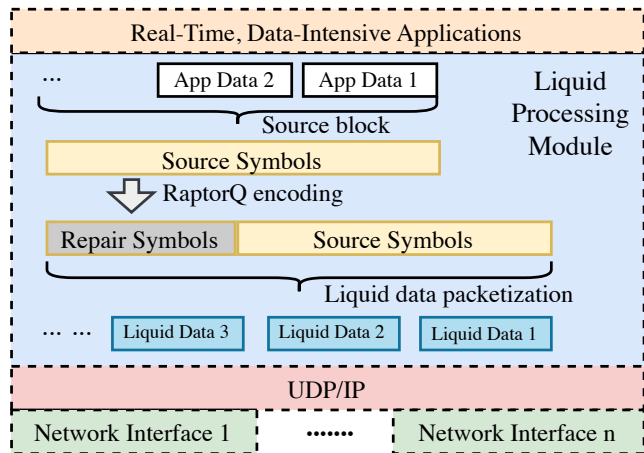 Real-Time, Data-Intensive Applications
...
App Data 2
App Data 1
Liquid
Processing
Module
Source block
Source Symbols
RaptorQ encoding
Repair Symbols
Source Symbols
Liquid data packetization
... ...
Liquid Data 3
Liquid Data 2
Liquid Data 1
UDP/IP
Network Interface 1
.......
Network Interface n